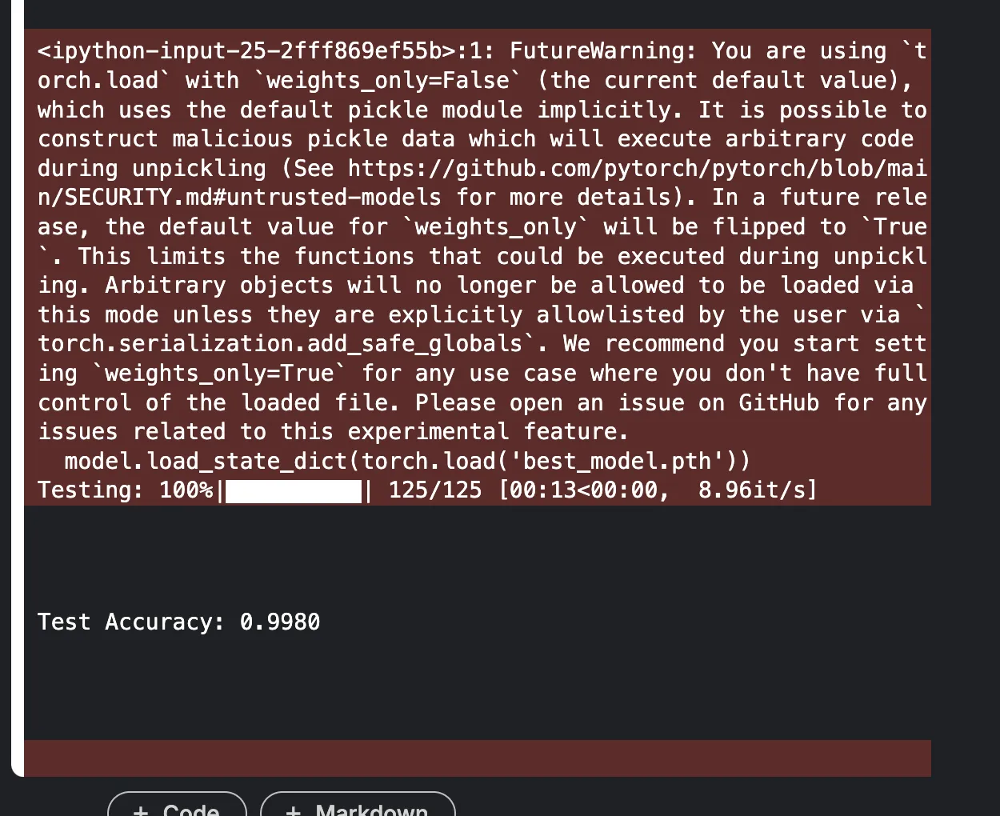 <ipython-input-25-2fff869ef55b>:1: FutureWarning: You are using `t
orch.load` with `weights_only=False` (the current default value),
which uses the default pickle module implicitly. It is possible to
construct malicious pickle data which will execute arbitrary code
during unpickling (See https://github.com/pytorch/pytorch/blob/mai
n/SECURITY.md#untrusted-models for more details). In a future rele
ase, the default value for `weights_only` will be flipped to `True
`. This limits the functions that could be executed during unpickl
ing. Arbitrary objects will no longer be allowed to be loaded via
this mode unless they are explicitly allowlisted by the user via `
torch.serialization.add_safe_globals`. We recommend you start sett
ing `weights_only=True` for any use case where you don't have full
control of the loaded file. Please open an issue on GitHub for any
issues related to this experimental feature.
  model.load_state_dict(torch.load('best_model.pth'))
Testing: 100%|██████████| 125/125 [00:13<00:00,  8.96it/s]
Test Accuracy: 0.9980
+ Code + Markdown